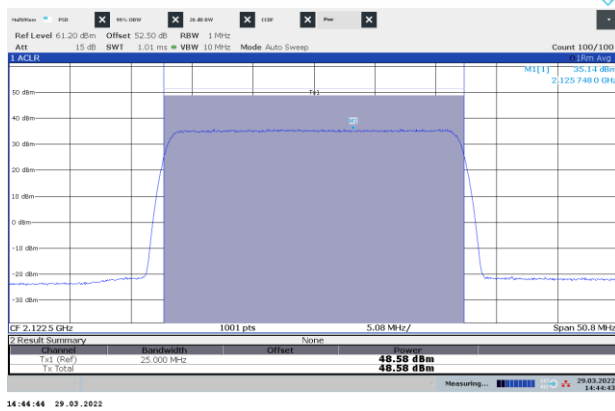 MultiView PSD X 99% OBW X 26 dB BW X CCDF X Pwr X
Ref Level 61.20 dBm Offset 52.50 dB RBW 1 MHz
Att 15 dB SWT 1.01 ms VBW 10 MHz Mode Auto Sweep Count 100/100
1 ACLR 1Rm Avg
M1[1] 35.14 dBm
2.125 748 0 GHz
Tx1
50 dBm
M1
40 dBm
30 dBm
20 dBm
10 dBm
0 dBm
-10 dBm
-20 dBm
-30 dBm
CF 2.122 5 GHz 1001 pts 5.08 MHz/ Span 50.8 MHz
2 Result Summary None
Channel Bandwidth Offset Power
Tx1 (Ref) 25.000 MHz 48.58 dBm
Tx Total 48.58 dBm
Measuring... 29.03.2022
14:44:43
14:44:44 29.03.2022